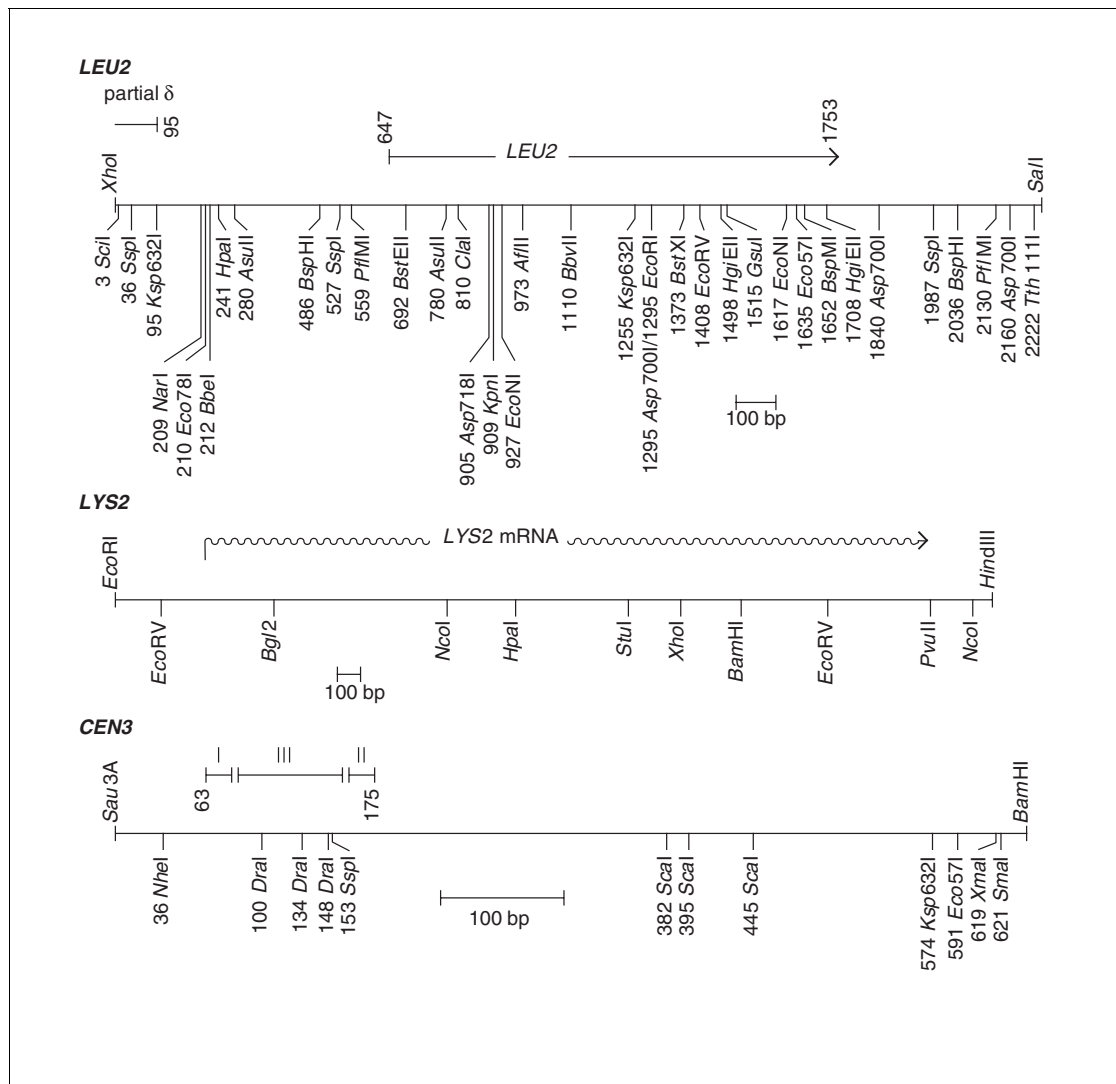 LEU2
partial δ
95
647
LEU2
1753
XhoI
SalI
3 SciI
36 SspI
95 Ksp632I
209 NarI
210 Eco78I
212 BbeI
241 HpaI
280 AsuII
486 BspHI
527 SspI
559 PflMI
692 BstEII
780 AsuII
810 ClaI
905 Asp718I
909 KpnI
927 EcoNI
973 AflII
1110 BbvII
1255 Ksp632I
1295 Asp700I/1295 EcoRI
1373 BstXI
1408 EcoRV
1498 HgiEII
1515 GsuI
1617 EcoNI
1635 Eco57I
1652 BspMI
1708 HgiEII
1840 Asp700I
1987 SspI
2036 BspHI
2130 PflMI
2160 Asp700I
2222 Tth111I
100 bp
LYS2
LYS2 mRNA
EcoRI
HindIII
EcoRV
Bgl2
NcoI
HpaI
StuI
XhoI
BamHI
EcoRV
PvuII
NcoI
100 bp
CEN3
I
III
II
63
175
Sau3A
BamHI
36 NheI
100 DraI
134 DraI
148 DraI
153 SspI
382 ScaI
395 ScaI
445 ScaI
574 Ksp632I
591 Eco57I
619 XmaI
621 SmaI
100 bp